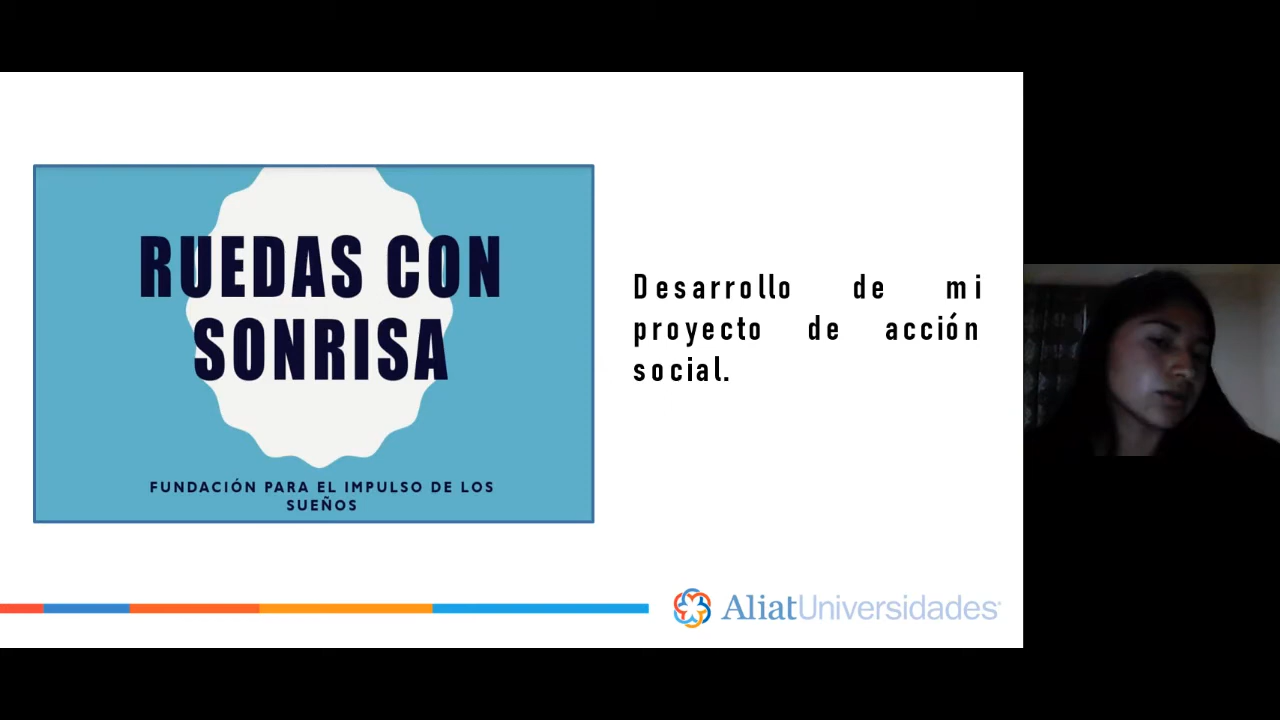 RUEDAS CON
SONRISA
FUNDACIÓN PARA EL IMPULSO DE LOS
SUEÑOS
Desarrollo de mi
proyecto de acción
social.
AliatUniversidades